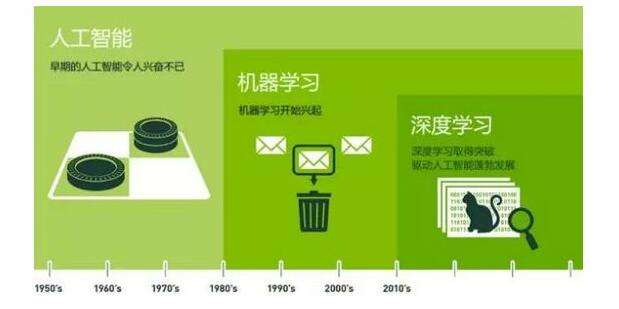 人工智能
早期的人工智能令人兴奋不已
机器学习
机器学习开始兴起
深度学习
深度学习取得突破
驱动人工智能蓬勃发展
1950's
1960's
1970's
1980's
1990's
2000's
2010's